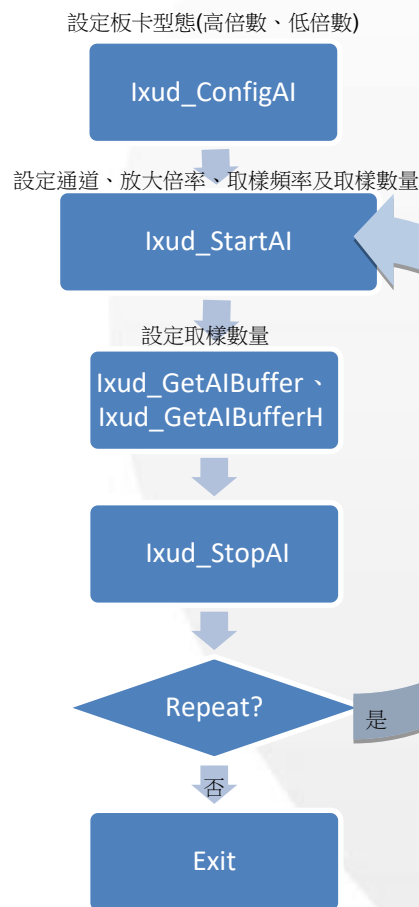 設定板卡型態(高倍數、低倍數)
Ixud_ConfigAI
設定通道、放大倍率、取樣頻率及取樣數量
Ixud_StartAI
設定取樣數量
Ixud_GetAIBuffer、
Ixud_GetAIBufferH
Ixud_StopAI
Repeat?
是
否
Exit